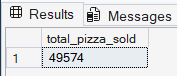 Results Messages
total_pizza_sold
1 49574